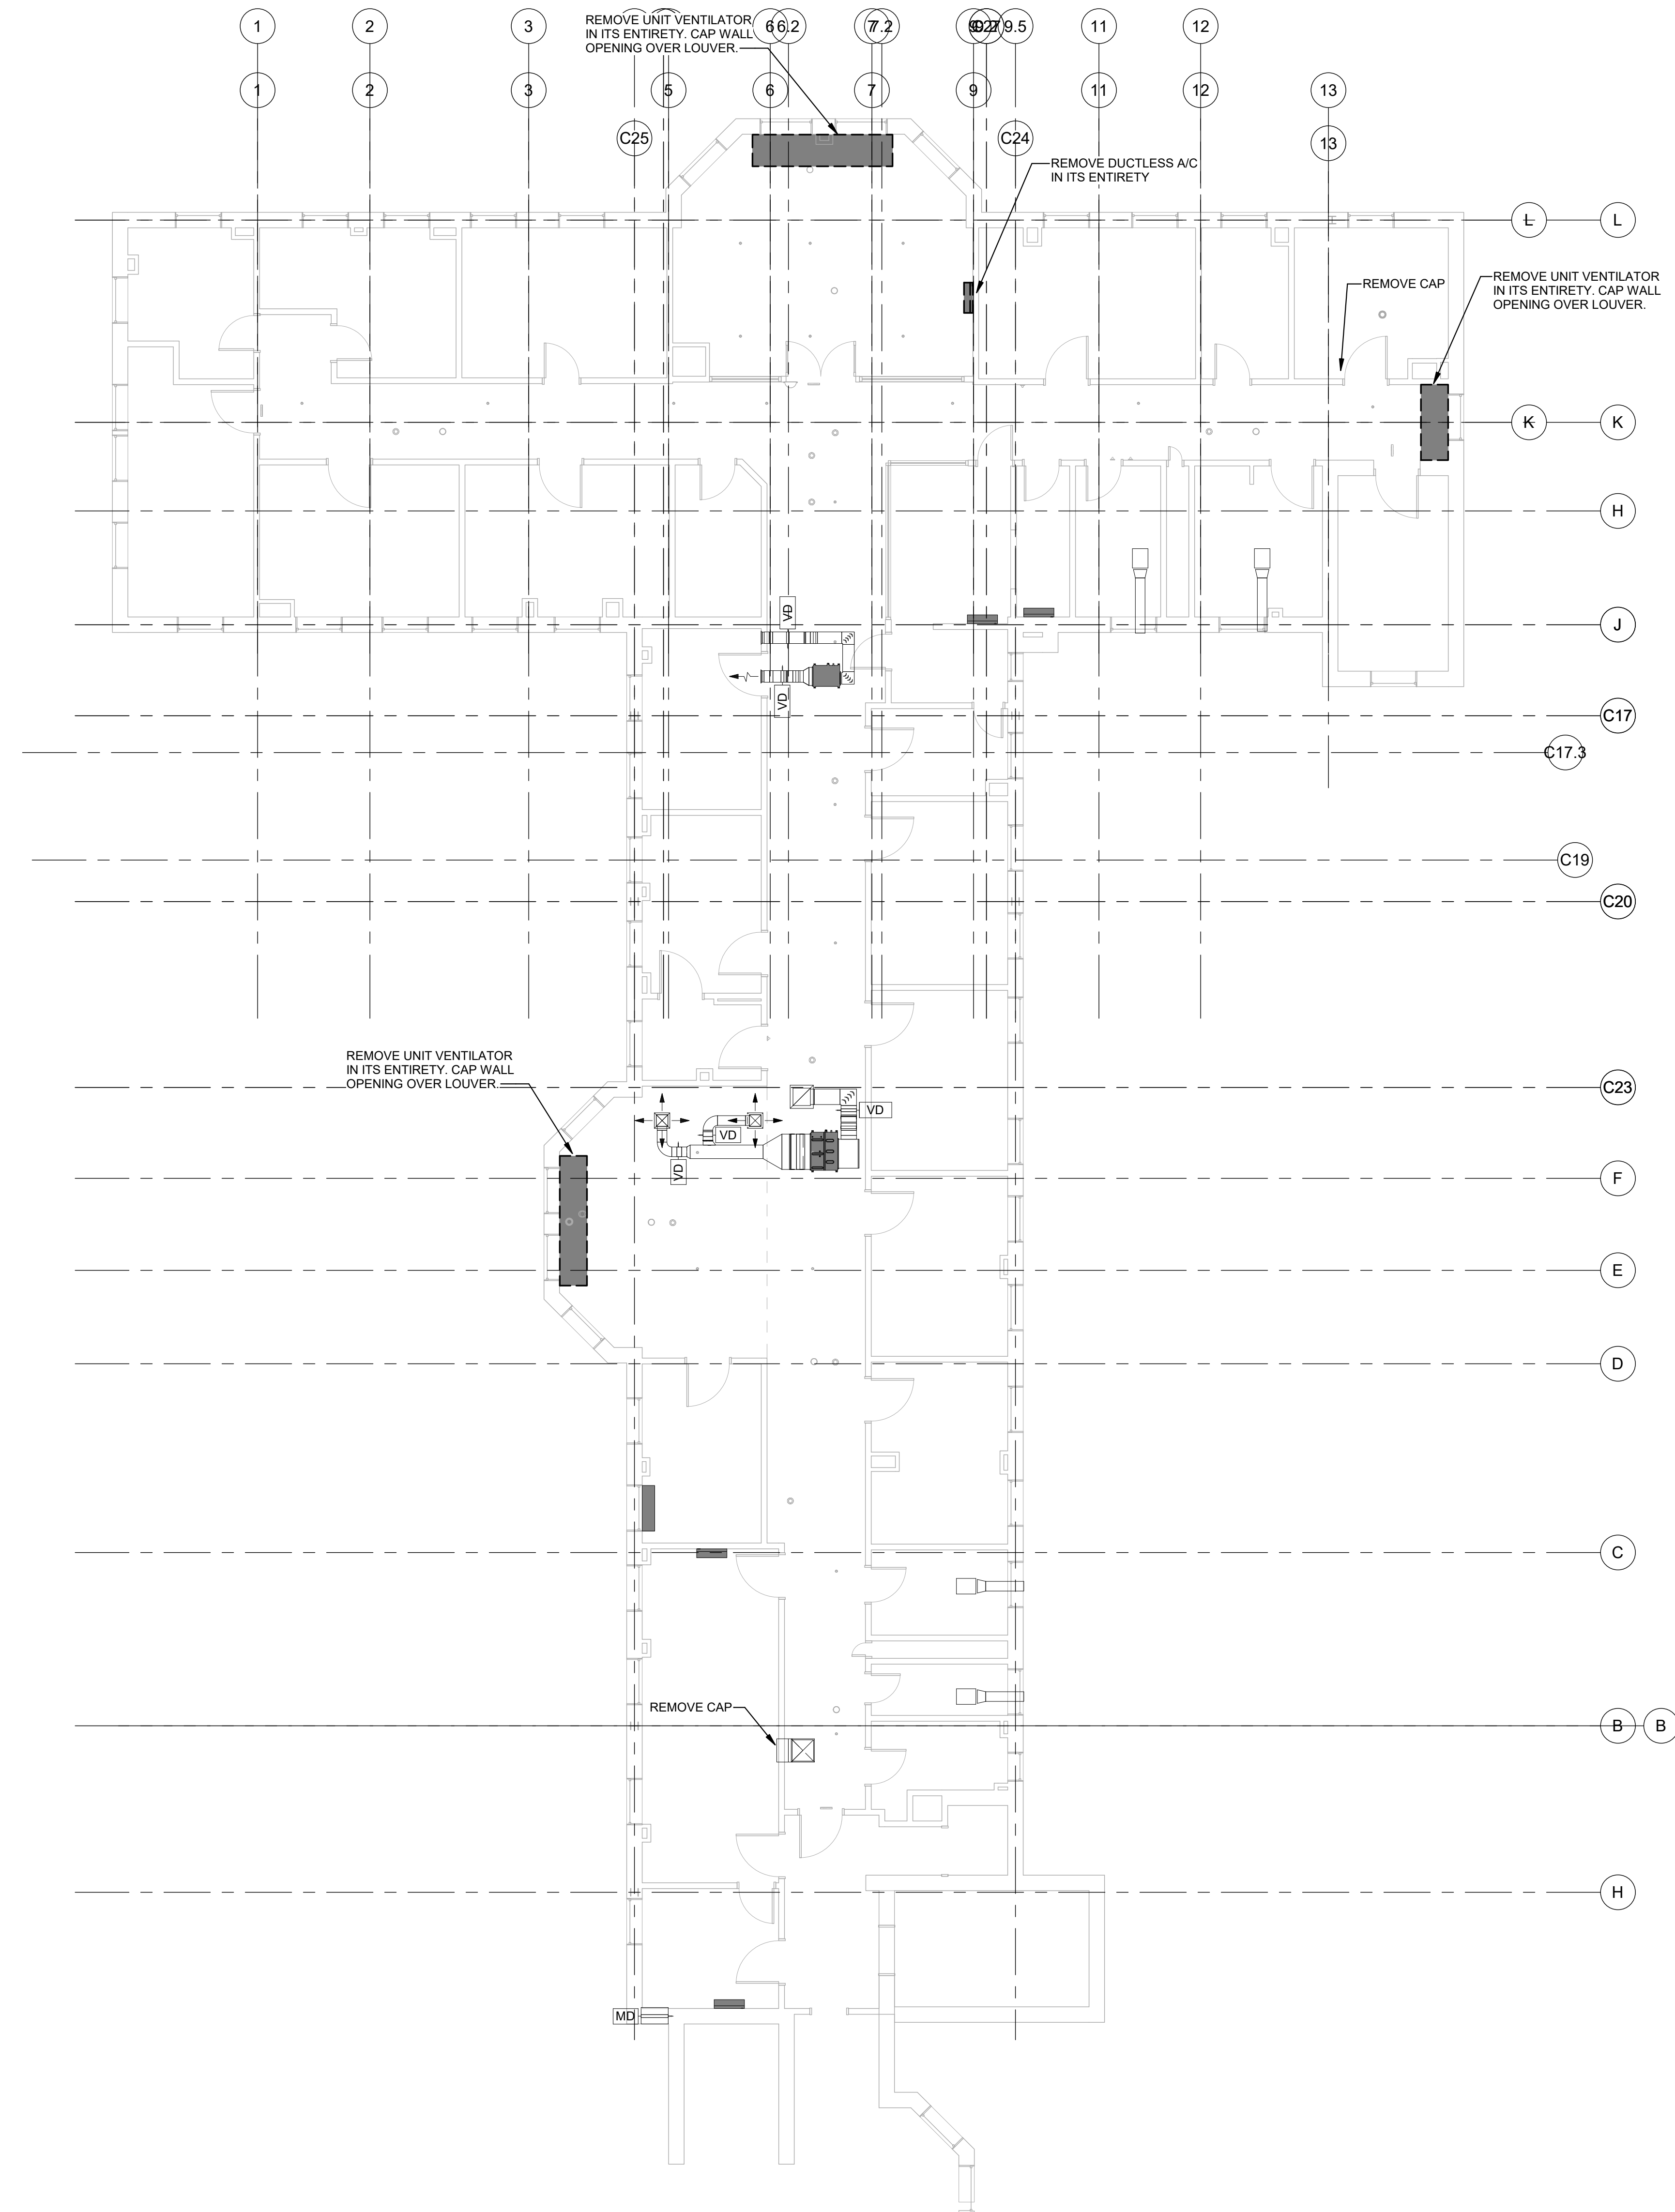 REMOVE UNIT VENTILATOR
IN ITS ENTIRETY. CAP WALL
OPENING OVER LOUVER.
1
2
3
6
6.2
7
7.2
9.5
11
12
1
2
3
5
6
7
9
11
12
13
C25
C24
13
REMOVE DUCTLESS A/C
IN ITS ENTIRETY
L
L
REMOVE CAP
REMOVE UNIT VENTILATOR
IN ITS ENTIRETY. CAP WALL
OPENING OVER LOUVER.
K
K
H
VD
J
VD
C17
C17.3
C19
C20
REMOVE UNIT VENTILATOR
IN ITS ENTIRETY. CAP WALL
OPENING OVER LOUVER.
C23
VD
VD
VD
F
E
D
C
REMOVE CAP
B
B
H
MD